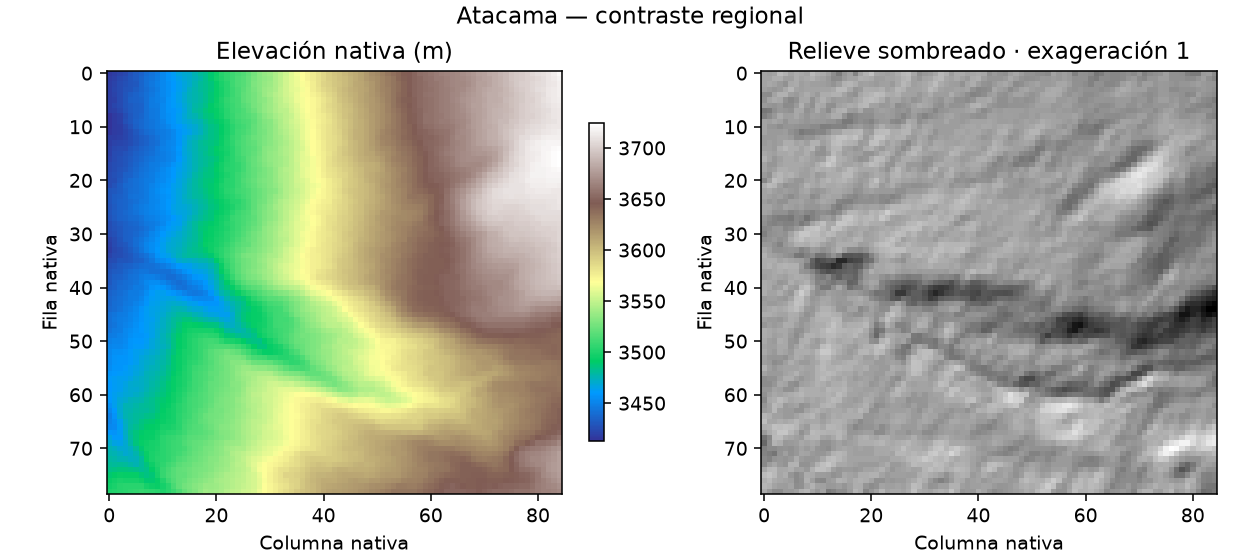 Atacama — contraste regional
Elevación nativa (m)
Relieve sombreado · exageración 1
0
10
20
30
40
50
60
70
Fila nativa
0 20 40 60 80
Columna nativa
3700
3650
3600
3550
3500
3450
0
10
20
30
40
50
60
70
Fila nativa
0 20 40 60 80
Columna nativa